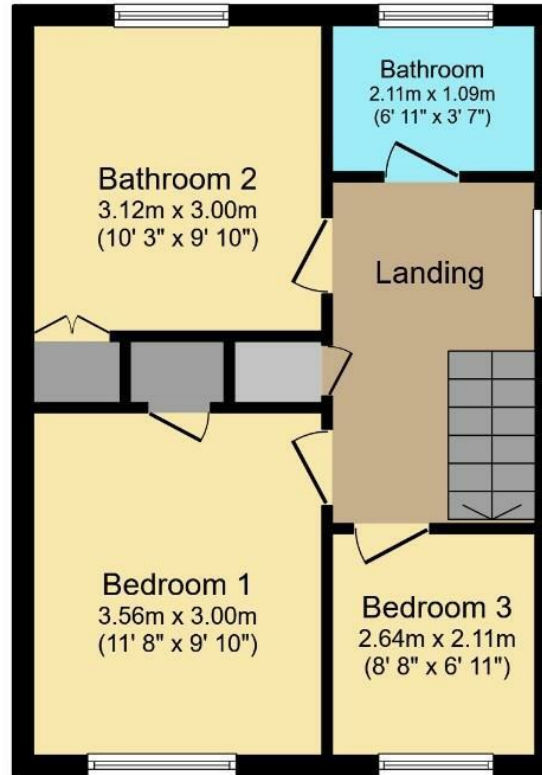 Bathroom
2.11m x 1.09m
(6' 11" x 3' 7")
Bathroom 2
3.12m x 3.00m
(10' 3" x 9' 10")
Landing
Bedroom 1
3.56m x 3.00m
(11' 8" x 9' 10")
Bedroom 3
2.64m x 2.11m
(8' 8" x 6' 11")